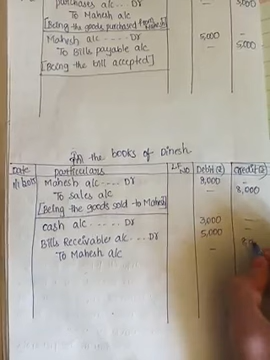 purchases a/c... Dr — 3,000
To Mahesh a/c
[Being the goods purchased from
Mahesh a/c ..... Dr 5,000 —
To Bills payable a/c — 5,000
[Being the bill accepted]
In the books of Dinesh
Date Particulars L.F NO Debit(₹) credit(₹)
Mahesh a/c ..... Dr 8,000 —
To sales a/c — 8,000
[Being the goods sold to Mahesh]
cash a/c ..... Dr 3,000 —
Bills Receivable a/c .... Dr 5,000 —
To Mahesh a/c —